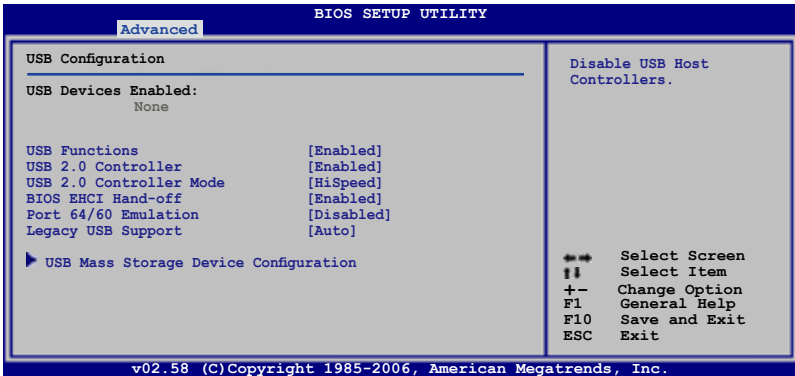 BIOS SETUP UTILITY
Advanced
USB Configuration
USB Devices Enabled:
None
USB Functions [Enabled]
USB 2.0 Controller [Enabled]
USB 2.0 Controller Mode [HiSpeed]
BIOS EHCI Hand-off [Enabled]
Port 64/60 Emulation [Disabled]
Legacy USB Support [Auto]
USB Mass Storage Device Configuration
Disable USB Host
Controllers.
Select Screen
Select Item
+- Change Option
F1 General Help
F10 Save and Exit
ESC Exit
v02.58 (C)Copyright 1985-2006, American Megatrends, Inc.